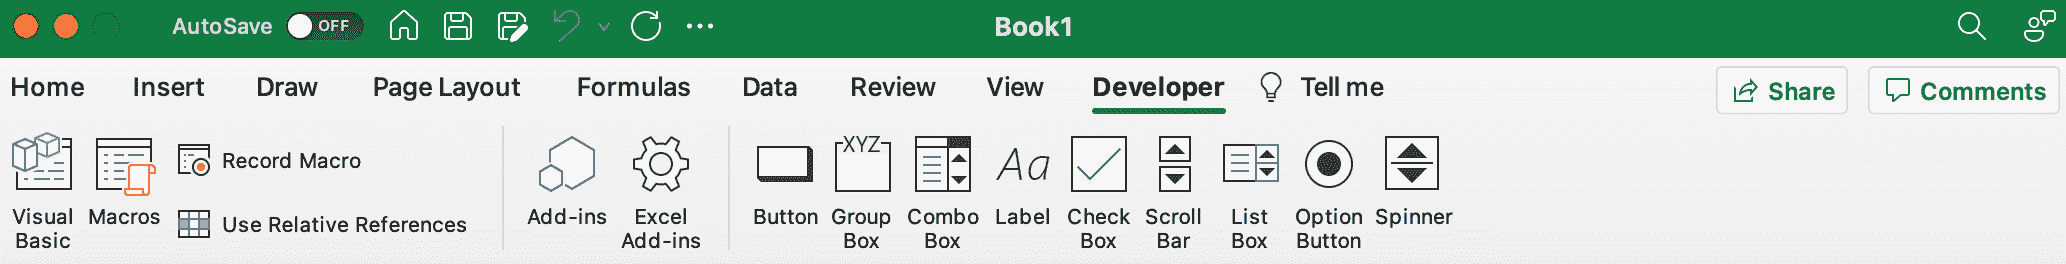 AutoSave OFF Book1
Home Insert Draw Page Layout Formulas Data Review View Developer Tell me Share Comments
Record Macro
Use Relative References
Visual Basic
Macros
Add-ins
Excel Add-ins
Button
XYZ
Group Box
Combo Box
Aa
Label
Check Box
Scroll Bar
List Box
Option Button
Spinner